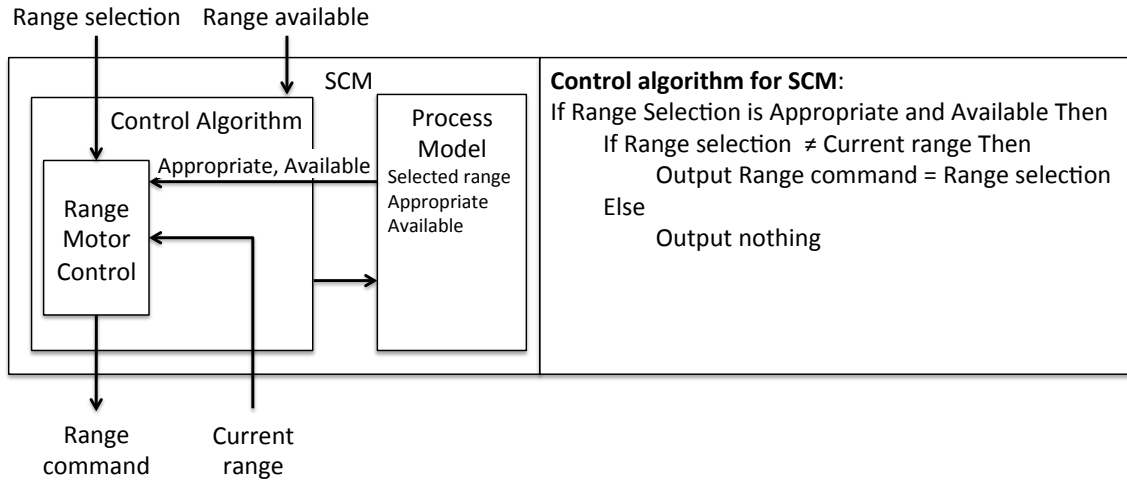 Range selection
Range available
SCM
Control Algorithm
Appropriate, Available
Range
Motor
Control
Process
Model
Selected range
Appropriate
Available
Range
command
Current
range
Control algorithm for SCM:
If Range Selection is Appropriate and Available Then
If Range selection ≠ Current range Then
Output Range command = Range selection
Else
Output nothing